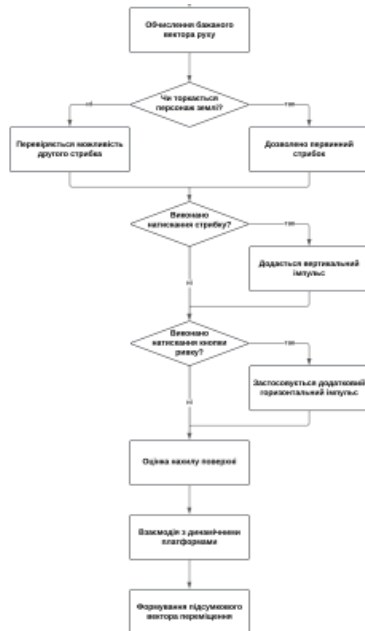 Обчислення бажаного
вектора руху
Чи торкається
персонаж землі?
ні
так
Перевіряється можливість
другого стрибка
Дозволено первинний
стрибок
Виконано
натискання стрибку?
так
Додається вертикальний
імпульс
ні
Виконано
натискання кнопки
ривку?
так
Застосовується додатковий
горизонтальний імпульс
ні
Оцінка нахилу поверхні
Взаємодія з динамічними
платформами
Формування підсумкового
вектора переміщення